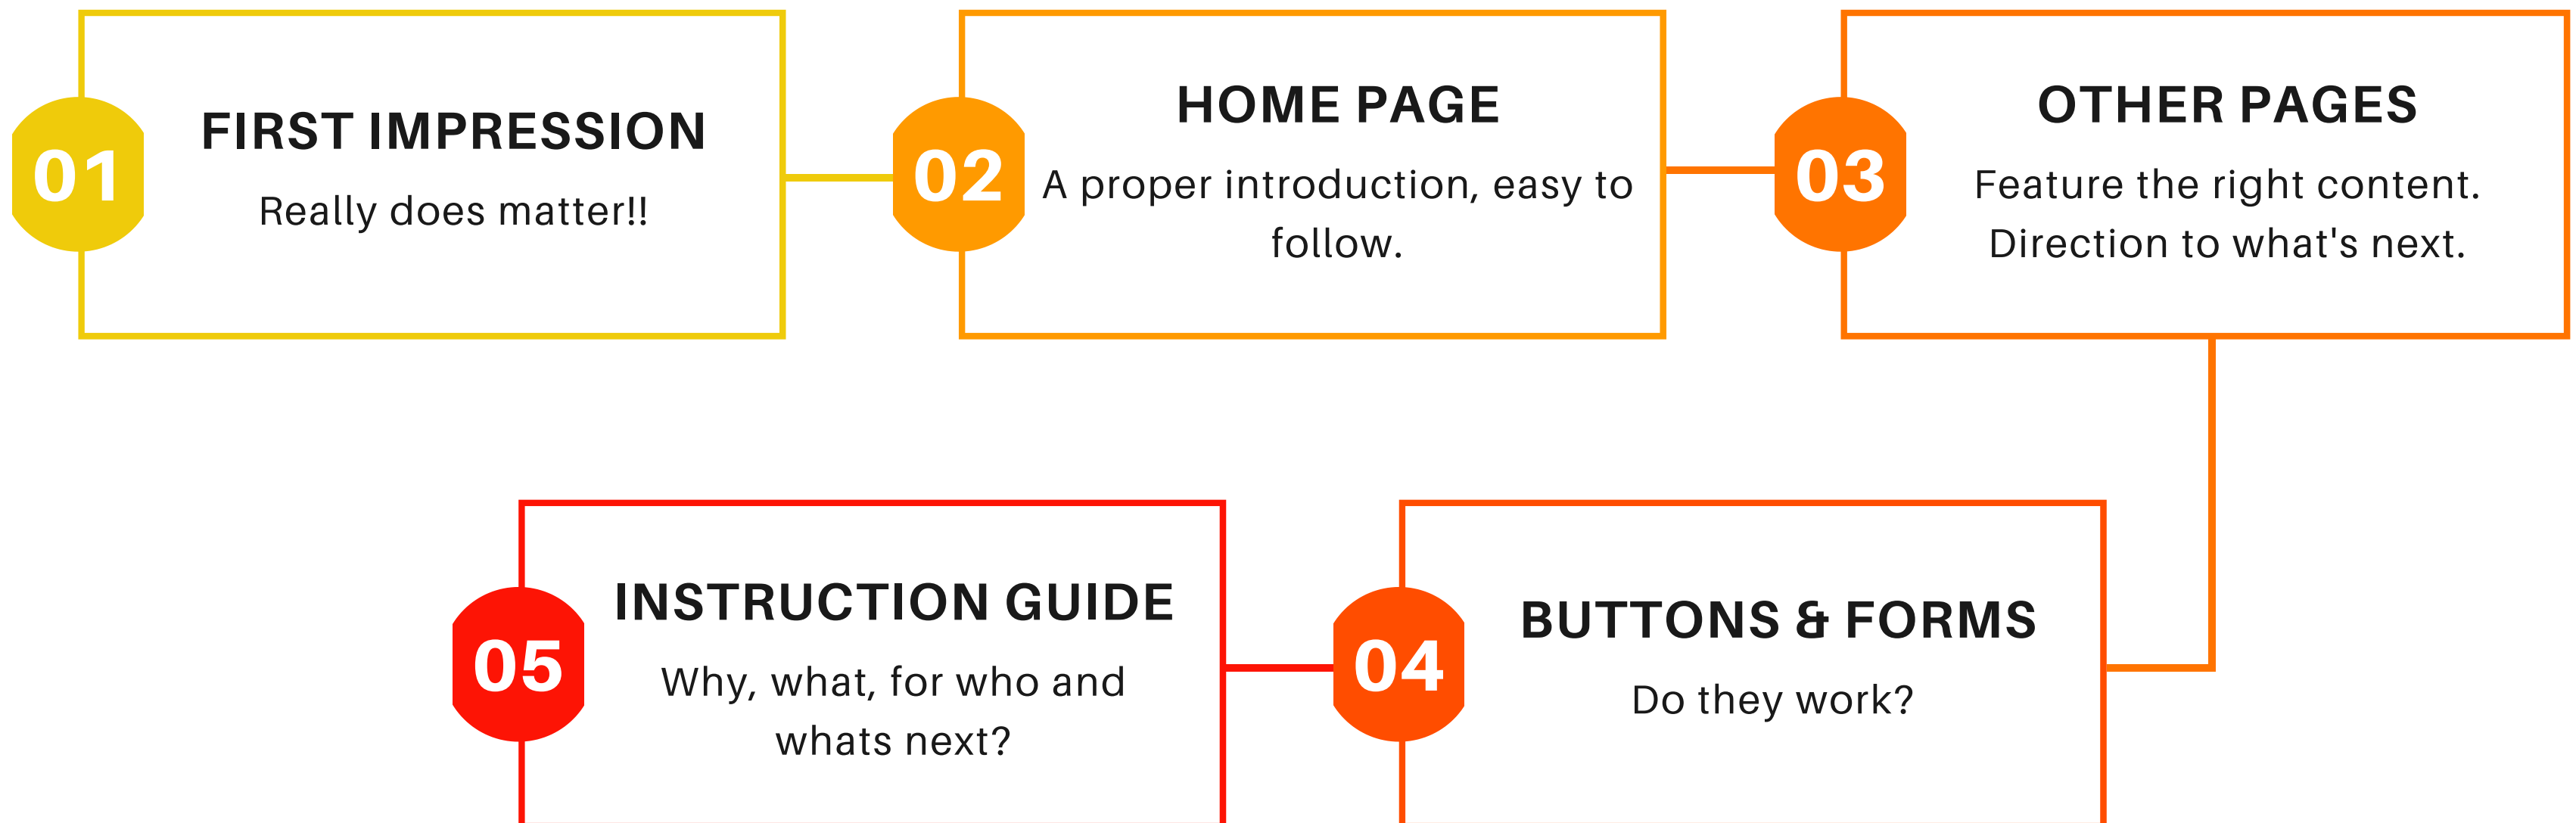 01
FIRST IMPRESSION
Really does matter!!
02
HOME PAGE
A proper introduction, easy to
follow.
03
OTHER PAGES
Feature the right content.
Direction to what's next.
04
BUTTONS & FORMS
Do they work?
05
INSTRUCTION GUIDE
Why, what, for who and
whats next?